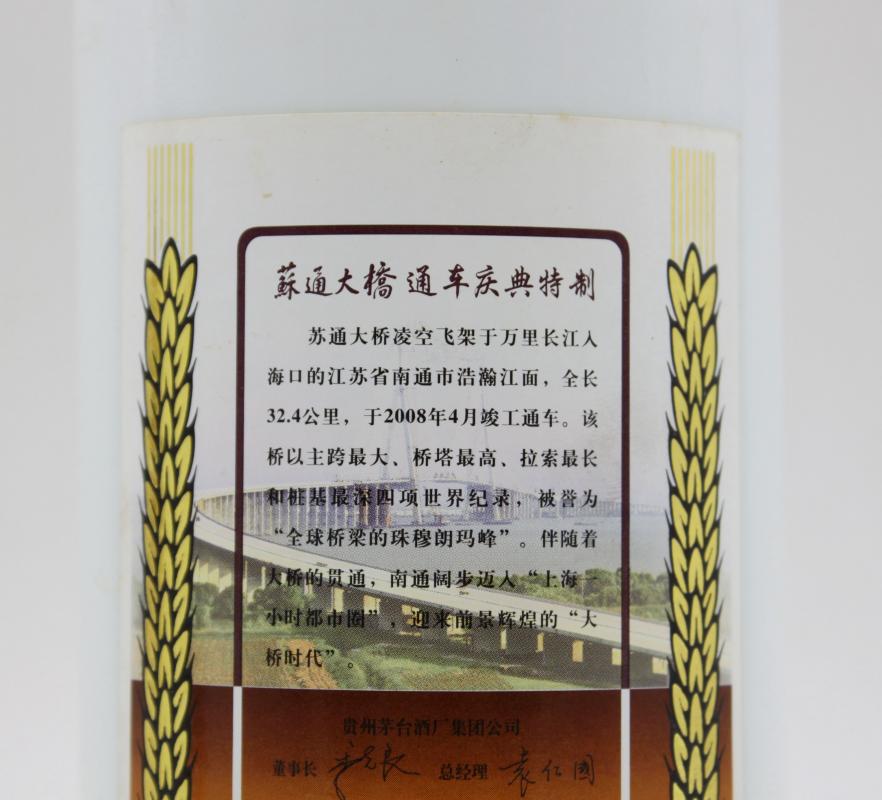 蘇通大橋通车庆典特制
苏通大桥凌空飞架于万里长江入
海口的江苏省南通市浩瀚江面，全长
32.4公里，于2008年4月竣工通车。该
桥以主跨最大、桥塔最高、拉索最长
和桩基最深四项世界纪录，被誉为
“全球桥梁的珠穆朗玛峰”。伴随着
大桥的贯通，南通阔步迈入“上海一
小时都市圈”，迎来前景辉煌的“大
桥时代”。
贵州茅台酒厂集团公司
董事长 季克良 总经理 袁仁國